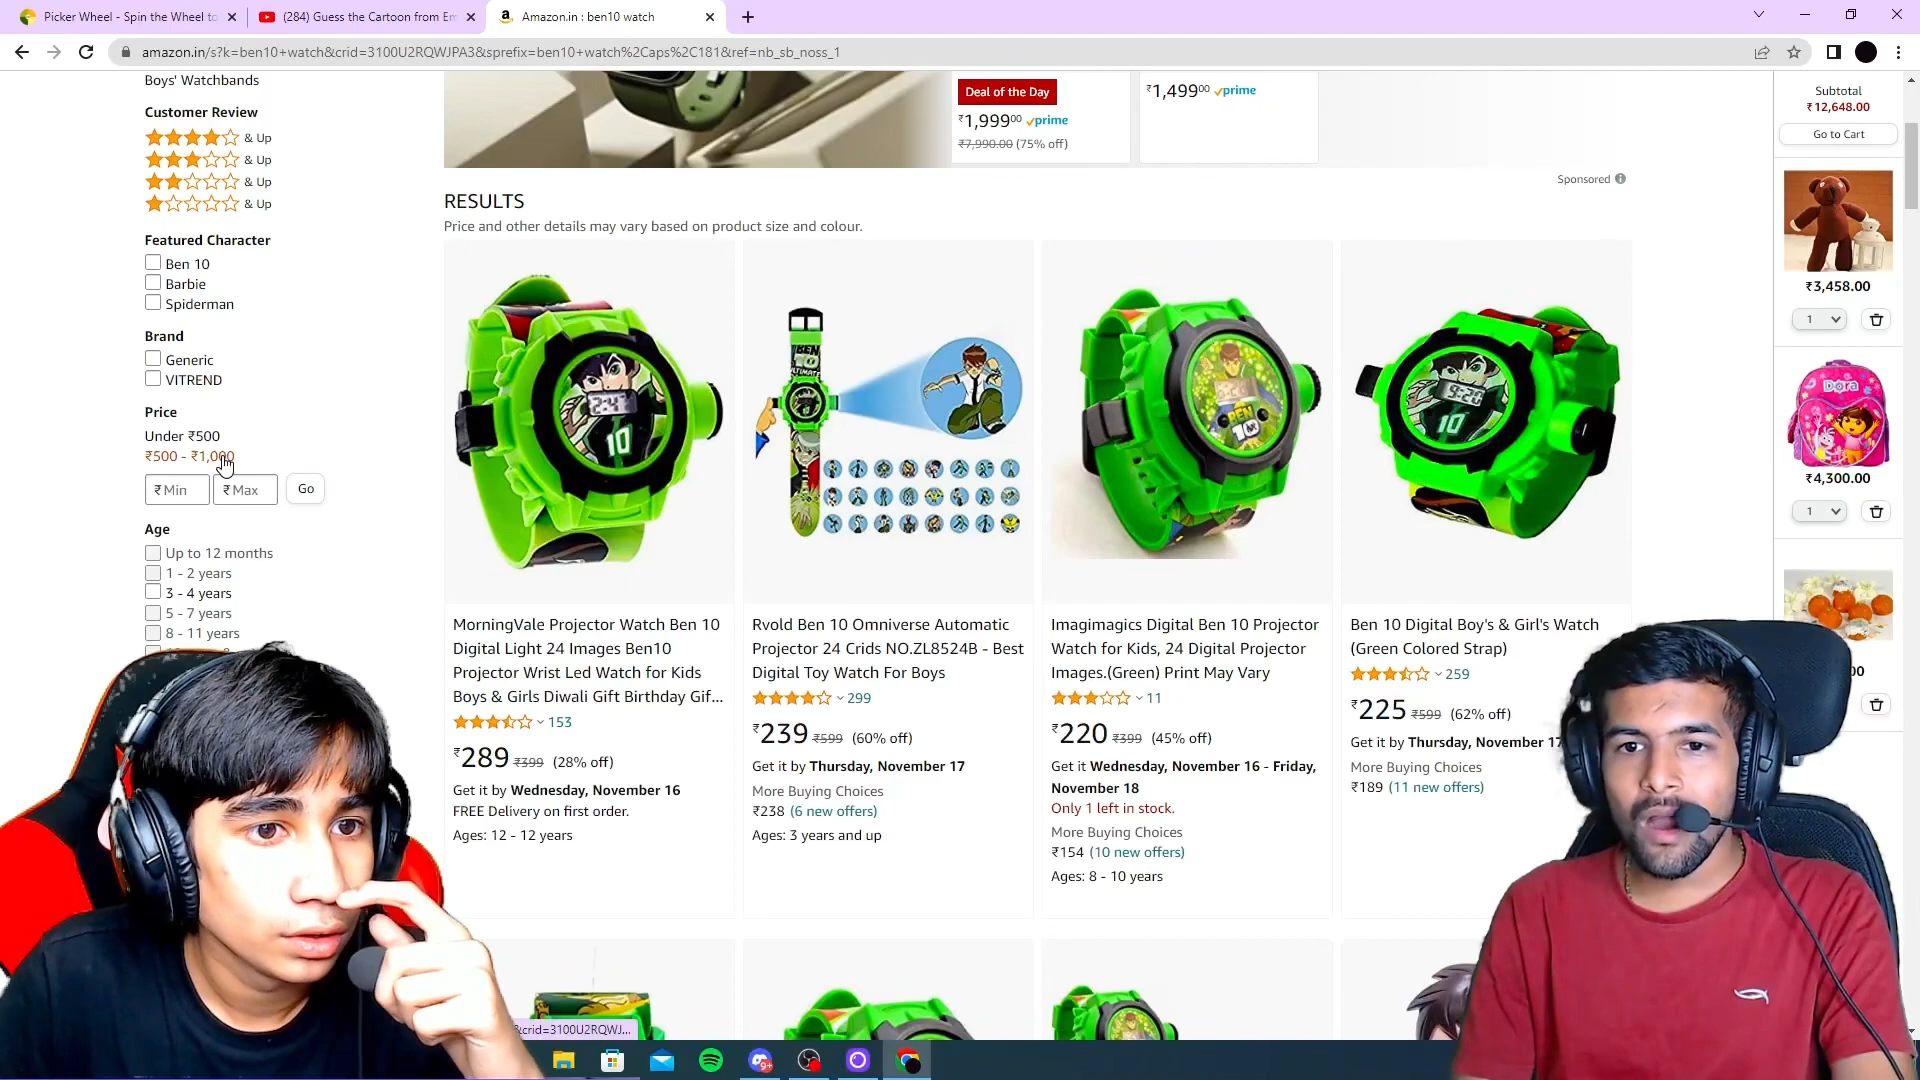 Picker Wheel - Spin the Wheel to
(284) Guess the Cartoon from Em
Amazon.in : ben10 watch
amazon.in/s?k=ben10+watch&crid=3100U2RQWJPA3&sprefix=ben10+watch%2Caps%2C181&ref=nb_sb_noss_1
Boys' Watchbands
Customer Review
& Up
& Up
& Up
& Up
Featured Character
Ben 10
Barbie
Spiderman
Brand
Generic
VITREND
Price
Under ₹500
₹500 - ₹1,000
₹ Min
₹ Max
Go
Age
Up to 12 months
1 - 2 years
3 - 4 years
5 - 7 years
8 - 11 years
Deal of the Day
₹1,999⁰⁰ prime
₹7,990.00 (75% off)
₹1,499⁰⁰ prime
Sponsored
RESULTS
Price and other details may vary based on product size and colour.
MorningVale Projector Watch Ben 10
Digital Light 24 Images Ben10
Projector Wrist Led Watch for Kids
Boys & Girls Diwali Gift Birthday Gif...
153
₹289 ₹399 (28% off)
Get it by Wednesday, November 16
FREE Delivery on first order.
Ages: 12 - 12 years
Rvold Ben 10 Omniverse Automatic
Projector 24 Crids NO.ZL8524B - Best
Digital Toy Watch For Boys
299
₹239 ₹599 (60% off)
Get it by Thursday, November 17
More Buying Choices
₹238 (6 new offers)
Ages: 3 years and up
Imagimagics Digital Ben 10 Projector
Watch for Kids, 24 Digital Projector
Images.(Green) Print May Vary
11
₹220 ₹399 (45% off)
Get it Wednesday, November 16 - Friday,
November 18
Only 1 left in stock.
More Buying Choices
₹154 (10 new offers)
Ages: 8 - 10 years
Ben 10 Digital Boy's & Girl's Watch
(Green Colored Strap)
259
₹225 ₹599 (62% off)
Get it by Thursday, November 17
More Buying Choices
₹189 (11 new offers)
Subtotal
₹12,648.00
Go to Cart
₹3,458.00
1
Dora
₹4,300.00
1
00
&crid=3100U2RQWJ...
2:47
10
BEN
10
ULTIMATE
BEN
10
9:20
10
9+